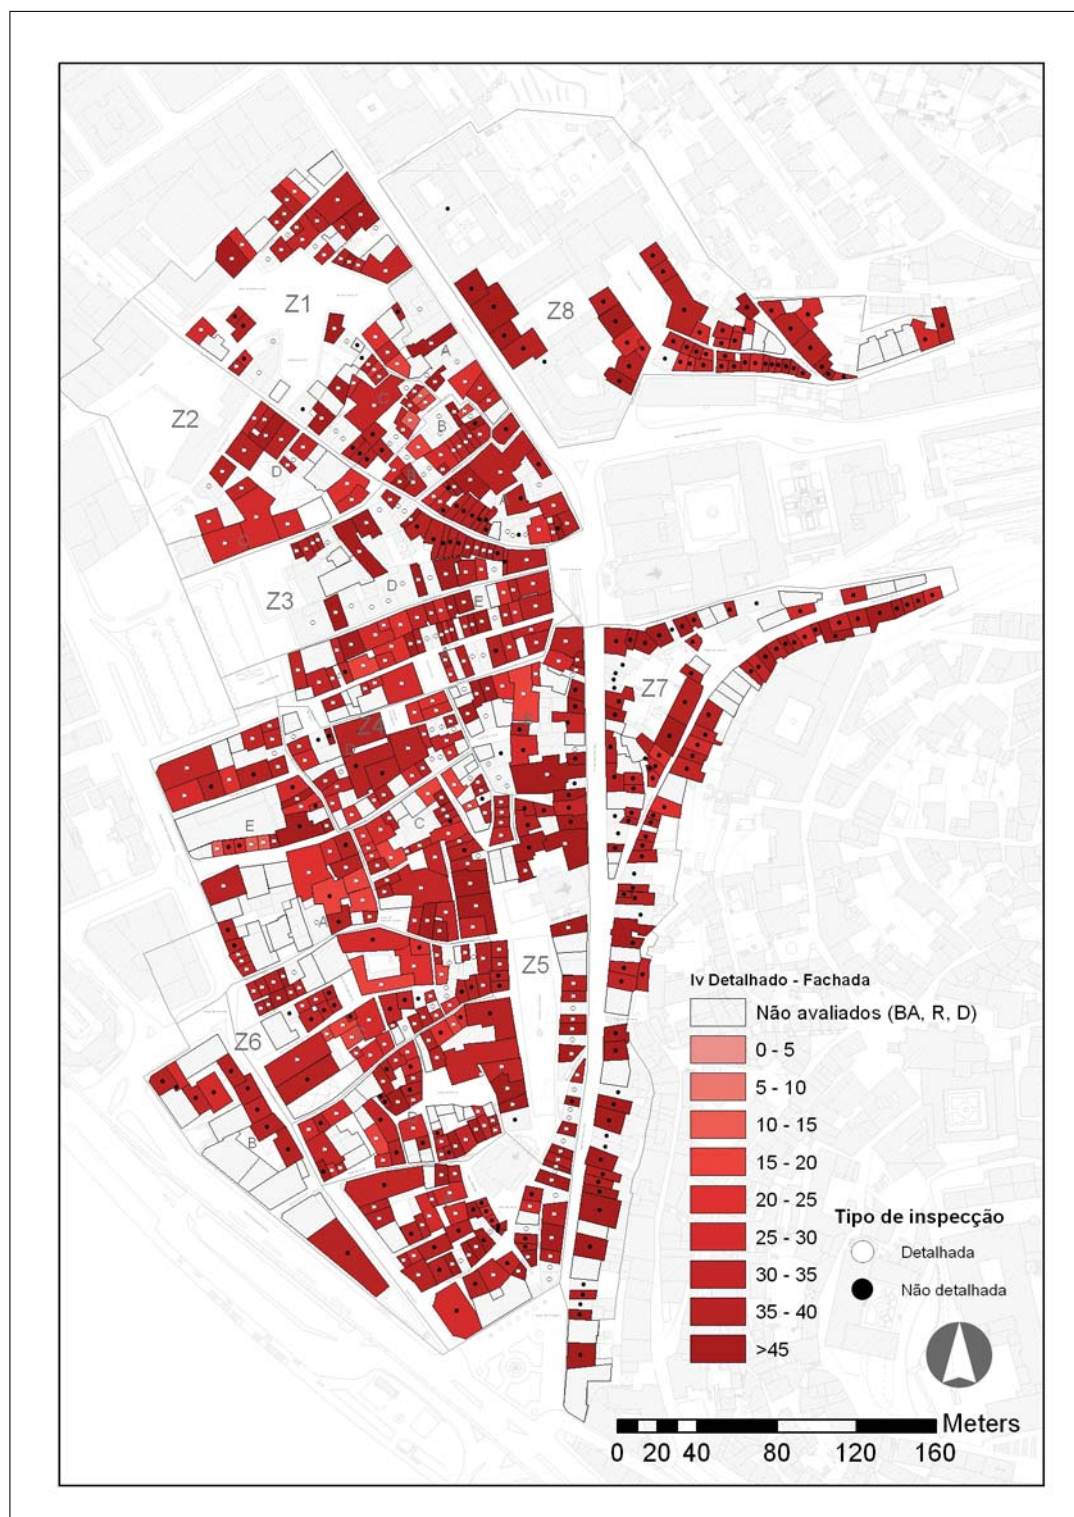 Z1
Z8
A
C
B
Z2
D
A
Z3
D
E
Z7
Z4
D
C
E
A
Z5
Z6
B
Iv Detalhado - Fachada
Não avaliados (BA, R, D)
0 - 5
5 - 10
10 - 15
15 - 20
20 - 25
25 - 30
30 - 35
35 - 40
>45
Tipo de inspecção
Detalhada
Não detalhada
Meters
0 20 40 80 120 160